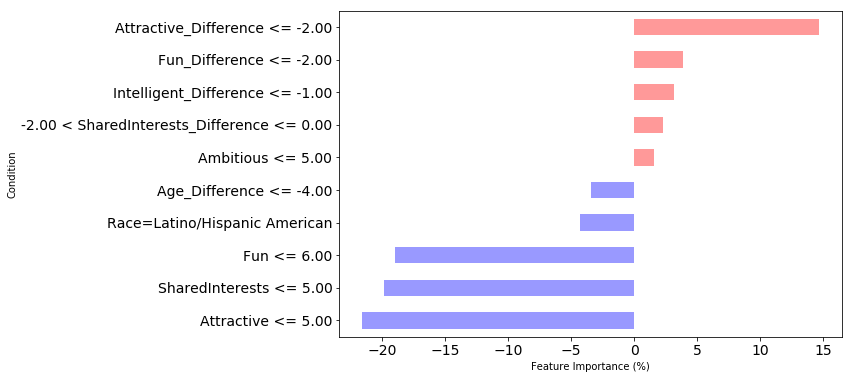 Attractive_Difference <= -2.00
Fun_Difference <= -2.00
Intelligent_Difference <= -1.00
-2.00 < SharedInterests_Difference <= 0.00
Ambitious <= 5.00
Age_Difference <= -4.00
Race=Latino/Hispanic American
Fun <= 6.00
SharedInterests <= 5.00
Attractive <= 5.00
Condition
−20 −15 −10 −5 0 5 10 15
Feature Importance (%)